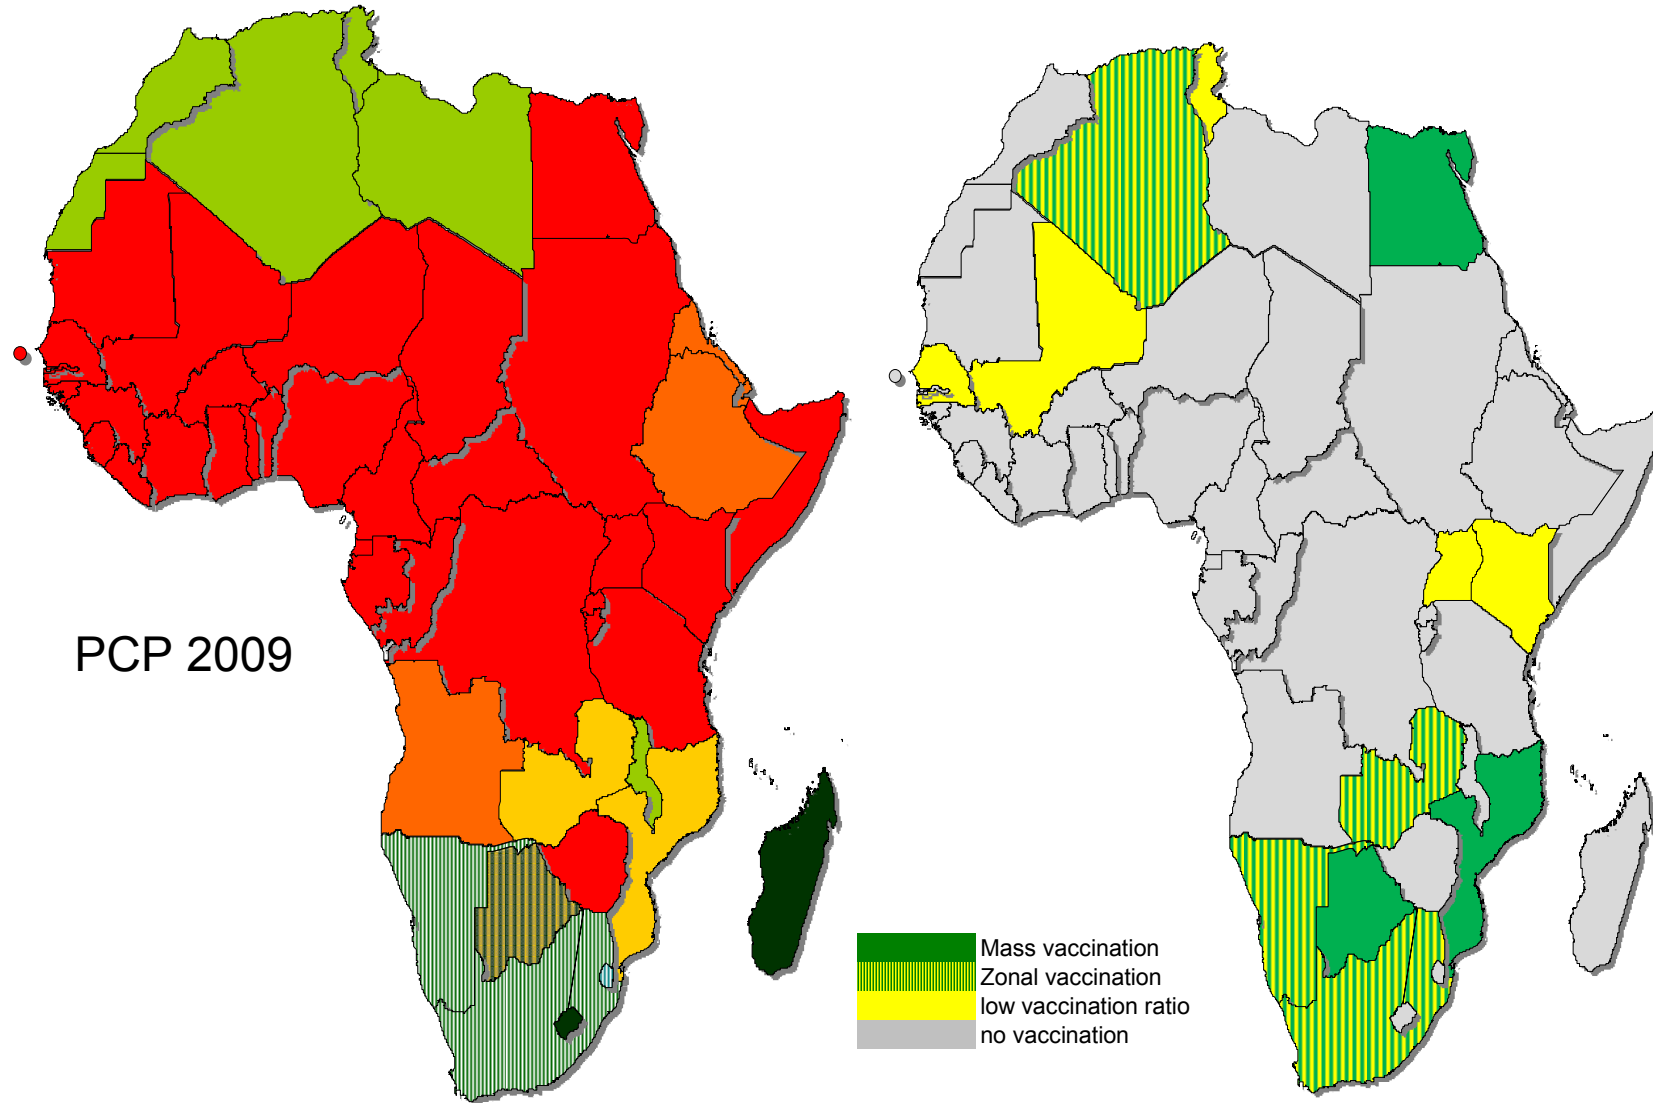 PCP 2009
Mass vaccination
Zonal vaccination
low vaccination ratio
no vaccination